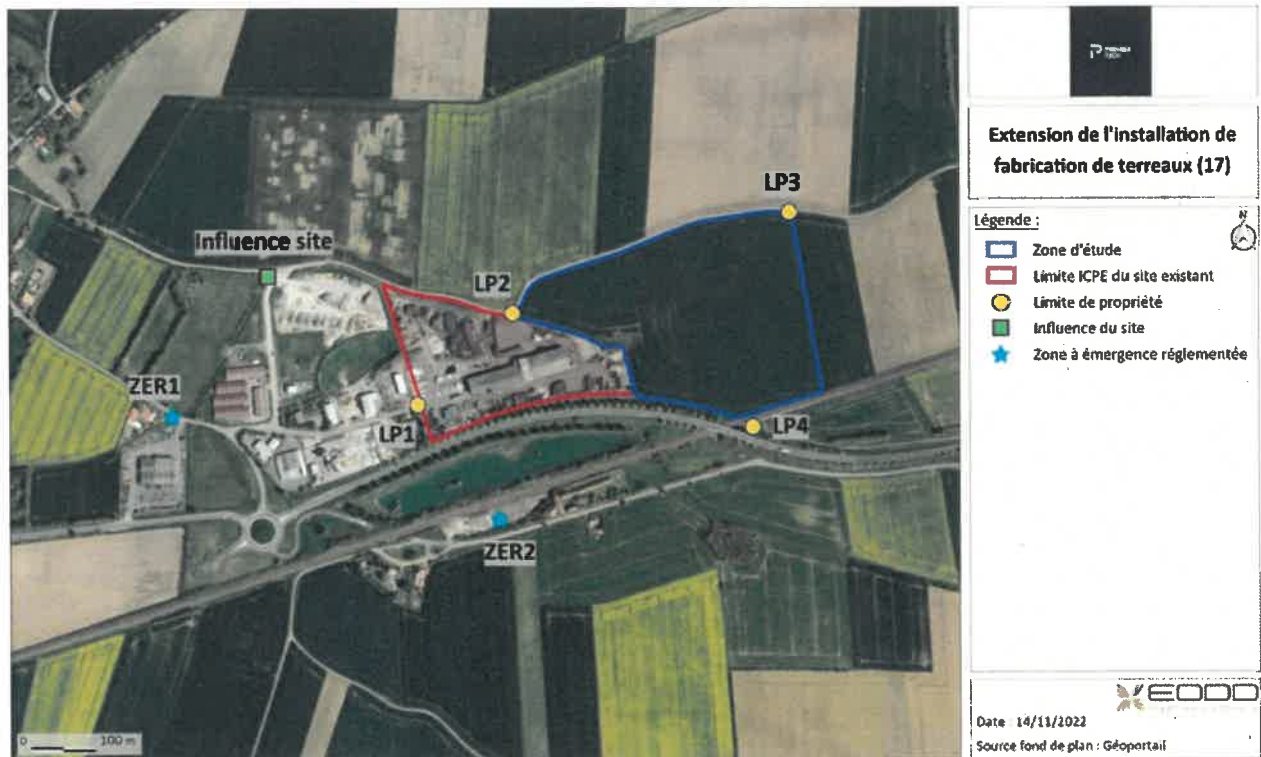 Extension de l'installation de
fabrication de terreaux (17)
Légende :
N
Zone d'étude
Limite ICPE du site existant
Limite de propriété
Influence du site
Zone à émergence réglementée
LP3
Influence site
LP2
ZER1
LP1
LP4
ZER2
0 100 m
EODD
Date : 14/11/2022
Source fond de plan : Géoportail